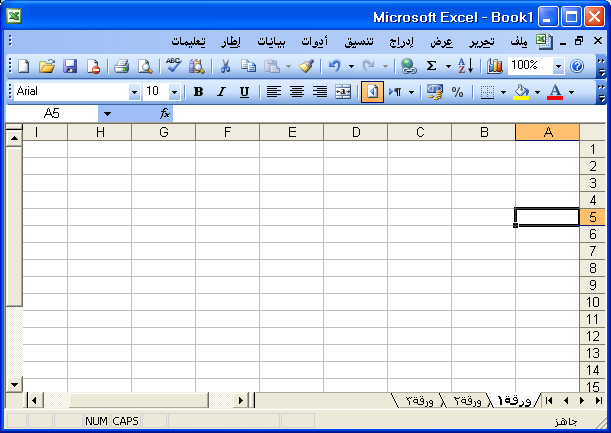 Microsoft Excel - Book1
ملف تحرير عرض إدراج تنسيق أدوات بيانات إطار تعليمات
100%
Arial 10 B I U %
A5 fx
A B C D E F G H I
1
2
3
4
5
6
7
8
9
10
11
12
13
14
15
ورقة١ ورقة٢ ورقة٣
جاهز NUM CAPS